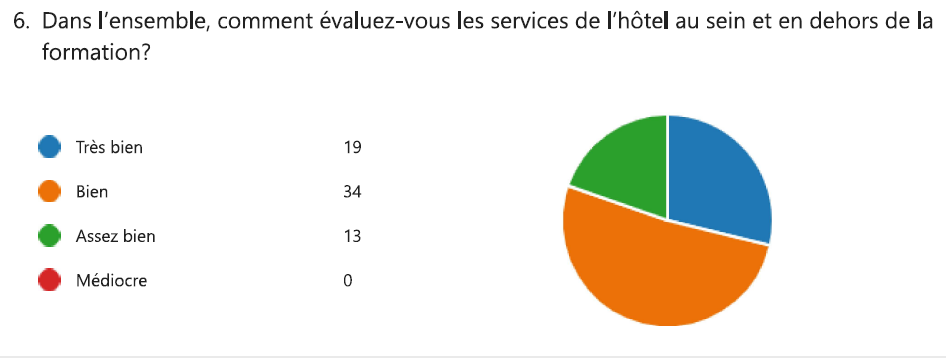 6. Dans l'ensemble, comment évaluez-vous les services de l'hôtel au sein et en dehors de la
formation?
Très bien 19
Bien 34
Assez bien 13
Médiocre 0